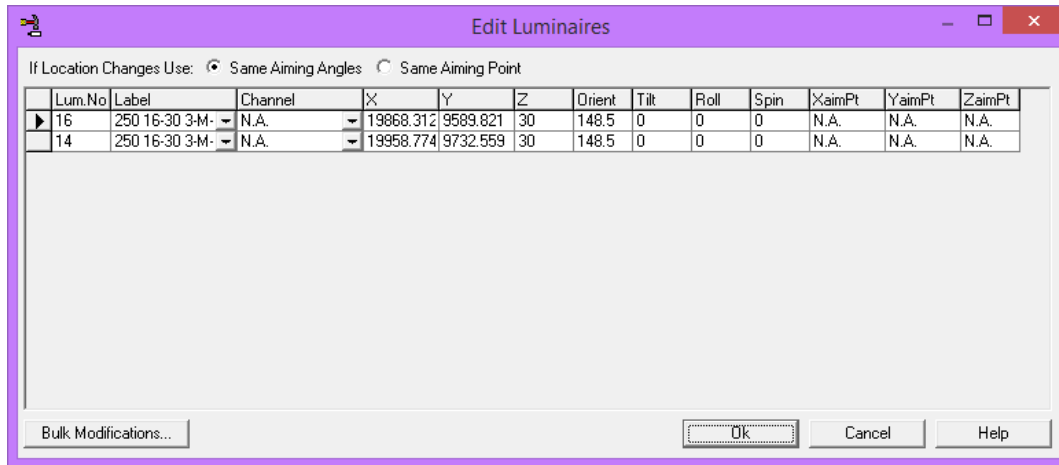 Edit Luminaires
If Location Changes Use: Same Aiming Angles Same Aiming Point
Lum.No Label Channel X Y Z Orient Tilt Roll Spin XaimPt YaimPt ZaimPt
16 250 16-30 3-M- N.A. 19868.312 9589.821 30 148.5 0 0 0 N.A. N.A. N.A.
14 250 16-30 3-M- N.A. 19958.774 9732.559 30 148.5 0 0 0 N.A. N.A. N.A.
Bulk Modifications... Ok Cancel Help